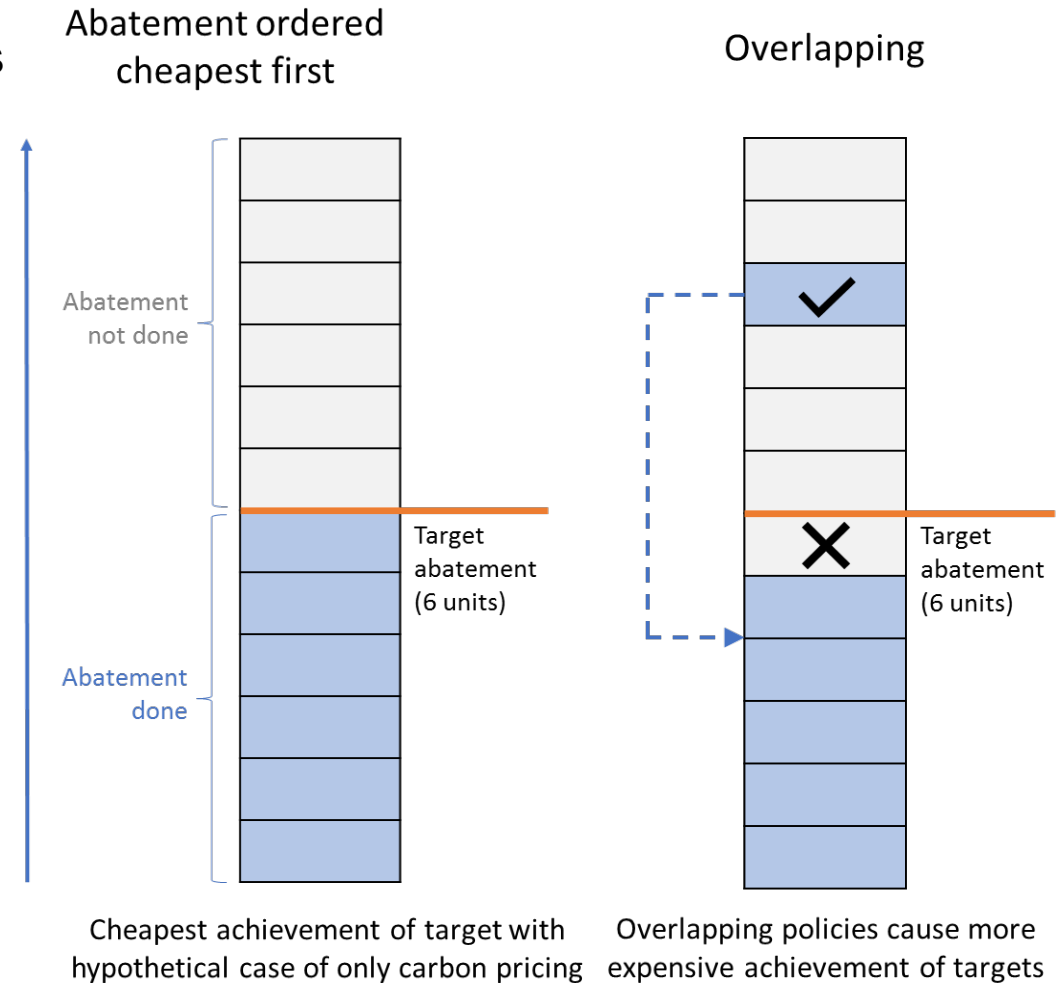 Abatement ordered
cheapest first
Abatement
not done
Target
abatement
(6 units)
Abatement
done
Cheapest achievement of target with
hypothetical case of only carbon pricing
Overlapping
Target
abatement
(6 units)
Overlapping policies cause more
expensive achievement of targets